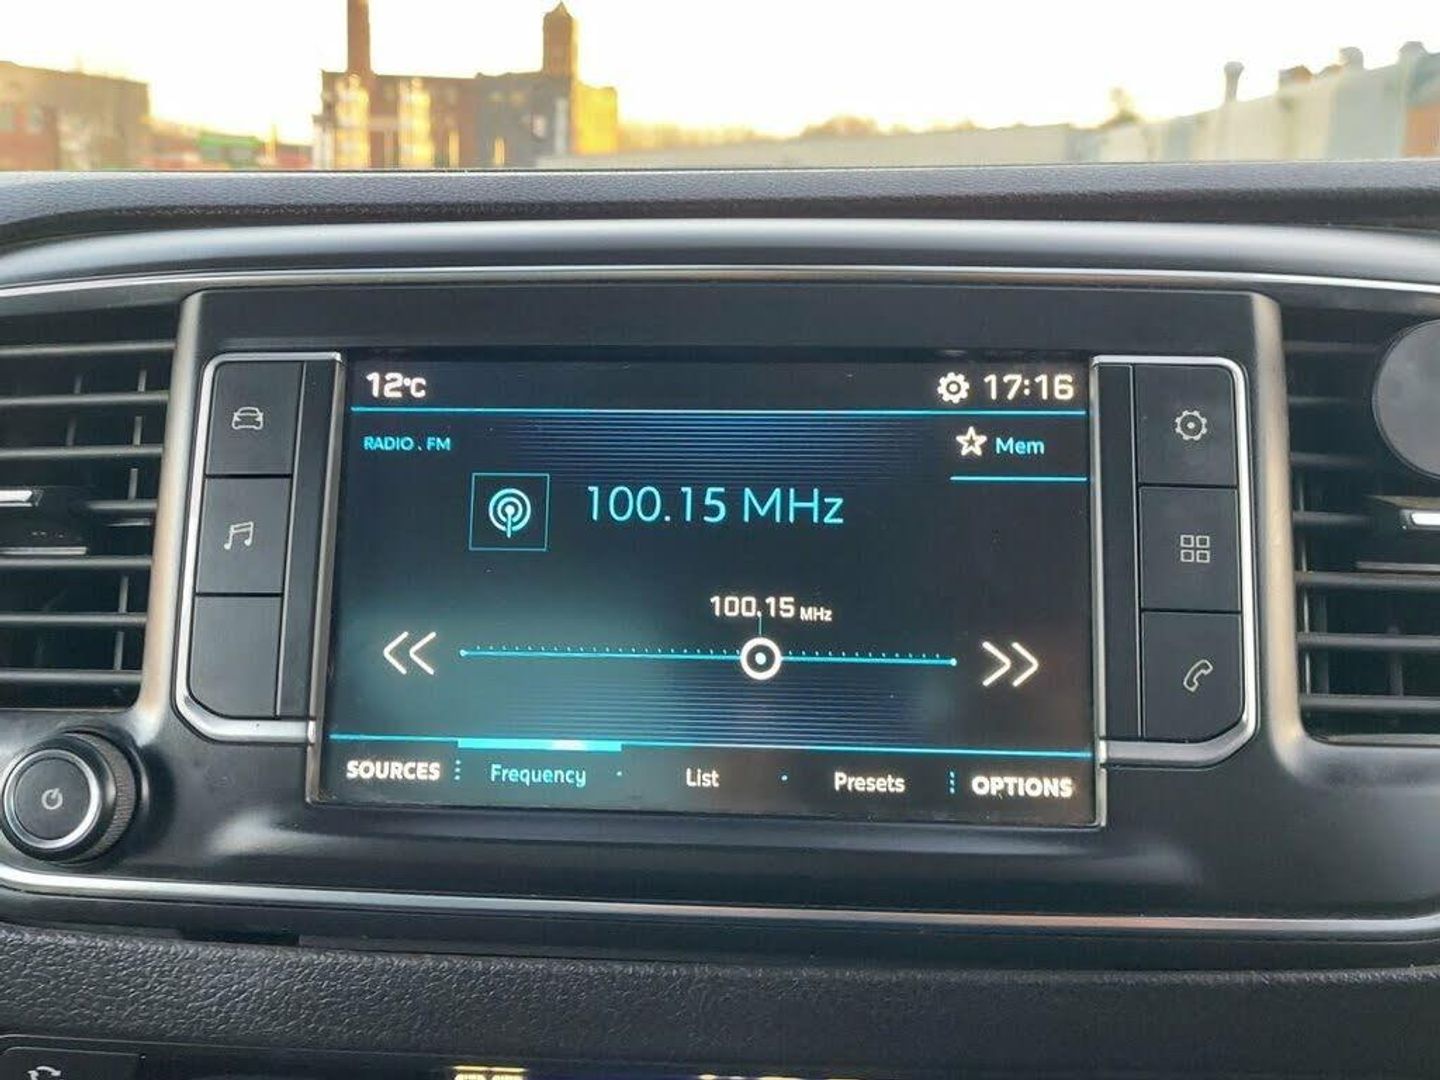 12°C
17:16
RADIO . FM
Mem
100.15 MHz
100.15 MHz
SOURCES
Frequency
List
Presets
OPTIONS